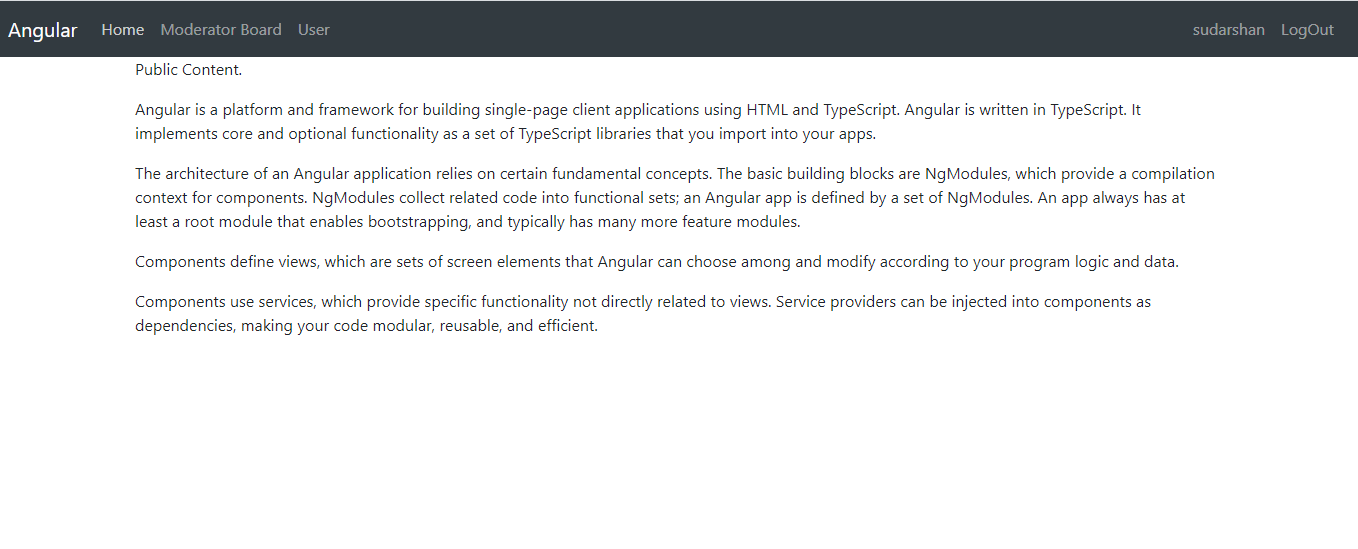 Angular Home Moderator Board User sudarshan LogOut
Public Content.
Angular is a platform and framework for building single-page client applications using HTML and TypeScript. Angular is written in TypeScript. It
implements core and optional functionality as a set of TypeScript libraries that you import into your apps.
The architecture of an Angular application relies on certain fundamental concepts. The basic building blocks are NgModules, which provide a compilation
context for components. NgModules collect related code into functional sets; an Angular app is defined by a set of NgModules. An app always has at
least a root module that enables bootstrapping, and typically has many more feature modules.
Components define views, which are sets of screen elements that Angular can choose among and modify according to your program logic and data.
Components use services, which provide specific functionality not directly related to views. Service providers can be injected into components as
dependencies, making your code modular, reusable, and efficient.